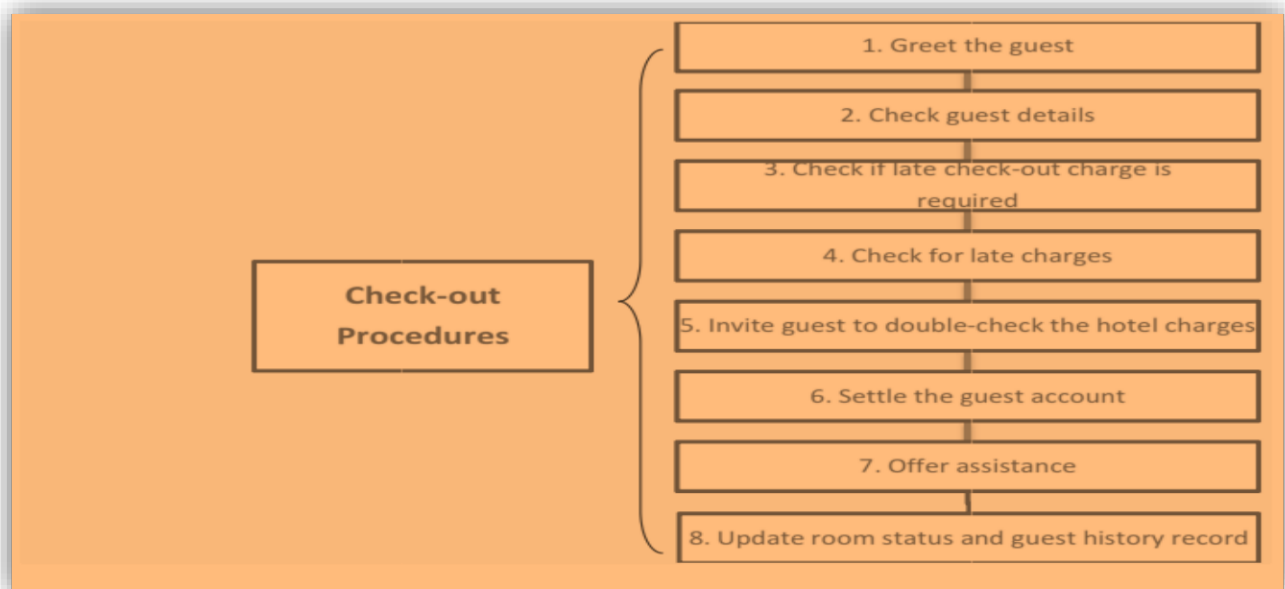 1. Greet the guest
2. Check guest details
3. Check if late check-out charge is
required
4. Check for late charges
Check-out
Procedures
5. Invite guest to double-check the hotel charges
6. Settle the guest account
7. Offer assistance
8. Update room status and guest history record